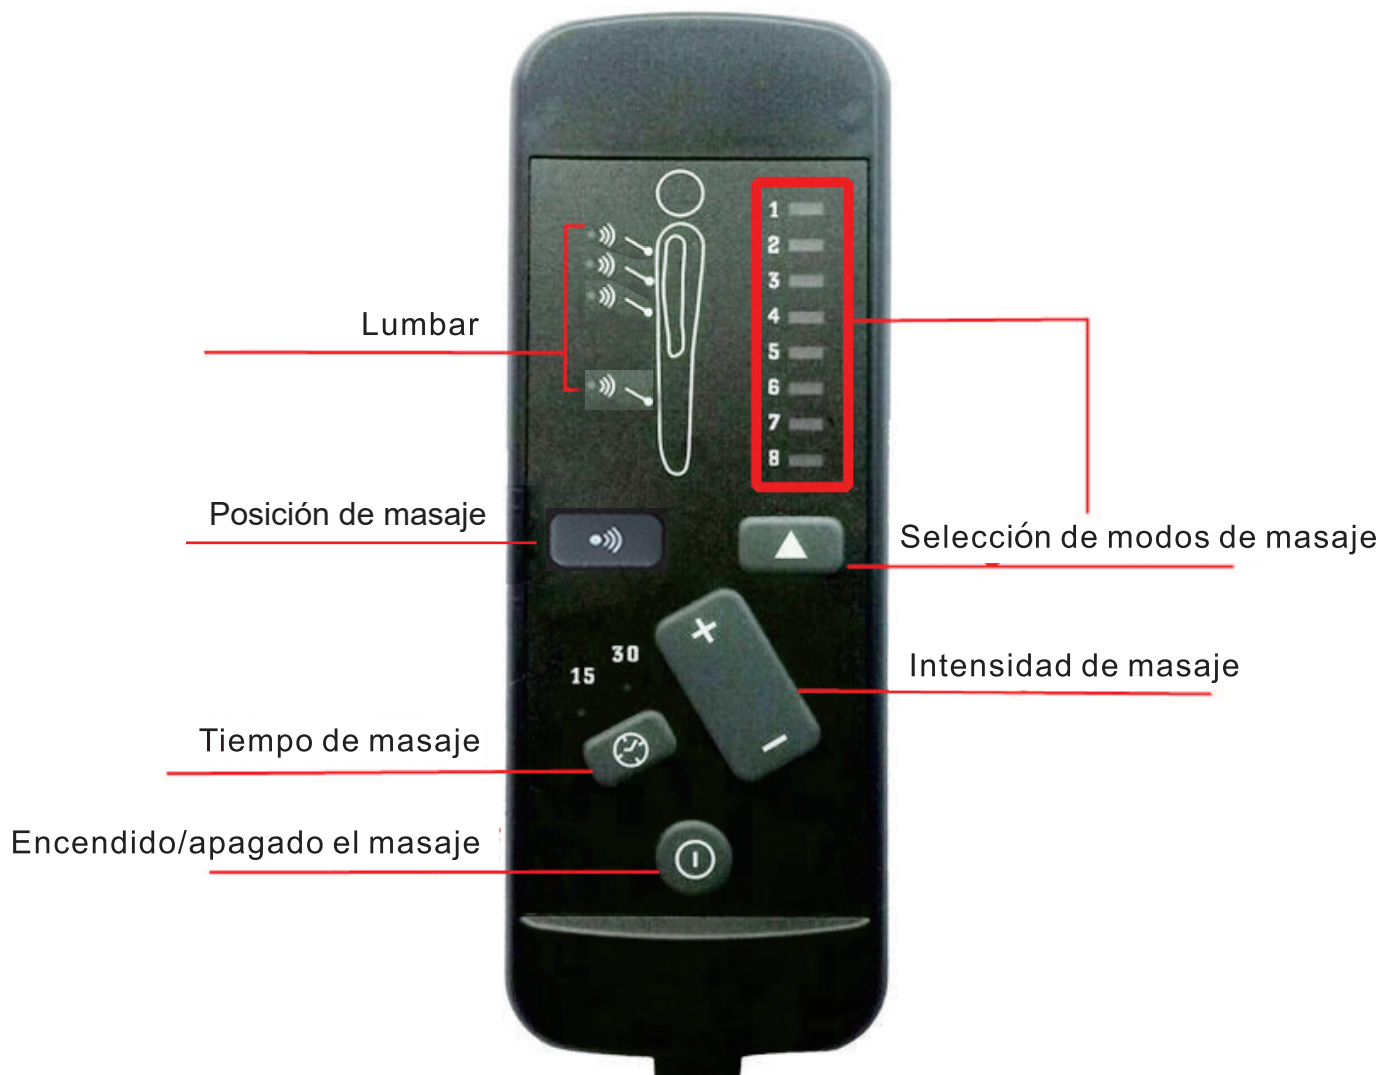 1
2
3
4
5
6
7
8
Lumbar
Posición de masaje
Selección de modos de masaje
30
15
Intensidad de masaje
Tiempo de masaje
Encendido/apagado el masaje